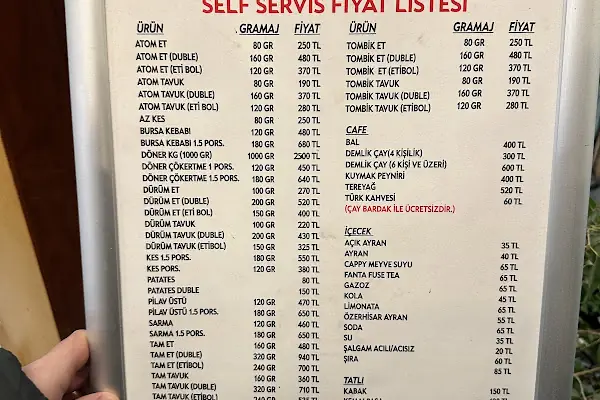 SELF SERVİS FİYAT LİSTESİ
ÜRÜN GRAMAJ FİYAT
ATOM ET 80 GR 250 TL
ATOM ET (DUBLE) 160 GR 480 TL
ATOM ET (ETİ BOL) 120 GR 370 TL
ATOM TAVUK 80 GR 190 TL
ATOM TAVUK (DUBLE) 160 GR 370 TL
ATOM TAVUK (ETİ BOL) 120 GR 280 TL
AZ KES 80 GR 250 TL
BURSA KEBABI 120 GR 480 TL
BURSA KEBABI 1.5 PORS. 180 GR 680 TL
DÖNER KG (1000 GR) 1000 GR 2500 TL
DÖNER ÇÖKERTME 1 PORS. 120 GR 450 TL
DÖNER ÇÖKERTME 1.5 PORS. 180 GR 640 TL
DÜRÜM ET 100 GR 270 TL
DÜRÜM ET (DUBLE) 200 GR 520 TL
DÜRÜM ET (ETİ BOL) 150 GR 400 TL
DÜRÜM TAVUK 100 GR 220 TL
DÜRÜM TAVUK (DUBLE) 200 GR 430 TL
DÜRÜM TAVUK (ETİBOL) 150 GR 325 TL
KES 1.5 PORS. 180 GR 550 TL
KES PORS. 120 GR 380 TL
PATATES 80 TL
PATATES DUBLE 150 TL
PİLAV ÜSTÜ 120 GR 470 TL
PİLAV ÜSTÜ 1.5 PORS. 180 GR 650 TL
SARMA 120 GR 460 TL
SARMA 1.5 PORS. 180 GR 650 TL
TAM ET 160 GR 480 TL
TAM ET (DUBLE) 320 GR 940 TL
TAM ET (ETİBOL) 240 GR 700 TL
TAM TAVUK 160 GR 360 TL
TAM TAVUK (DUBLE) 320 GR 710 TL
TAM TAVUK (ETİBOL) 240 GR 535 TL
ÜRÜN GRAMAJ FİYAT
TOMBİK ET 80 GR 250 TL
TOMBİK ET (DUBLE) 160 GR 480 TL
TOMBİK ET (ETİBOL) 120 GR 370 TL
TOMBİK TAVUK 80 GR 190 TL
TOMBİK TAVUK (DUBLE) 160 GR 370 TL
TOMBİK TAVUK (ETİBOL) 120 GR 280 TL
CAFE
BAL 400 TL
DEMLİK ÇAY(4 KİŞİLİK) 300 TL
DEMLİK ÇAY (6 KİŞİ VE ÜZERİ) 600 TL
KUYMAK PEYNİRİ 400 TL
TEREYAĞ 520 TL
TÜRK KAHVESİ 60 TL
(ÇAY BARDAK İLE ÜCRETSİZDİR.)
İÇECEK
AÇIK AYRAN 35 TL
AYRAN 40 TL
CAPPY MEYVE SUYU 65 TL
FANTA FUSE TEA 65 TL
GAZOZ 45 TL
KOLA 65 TL
LİMONATA 65 TL
ÖZERHİSAR AYRAN 55 TL
SODA 35 TL
SU 20 TL
ŞALGAM ACILI/ACISIZ 60 TL
ŞIRA 85 TL
TATLI
KABAK 150 TL